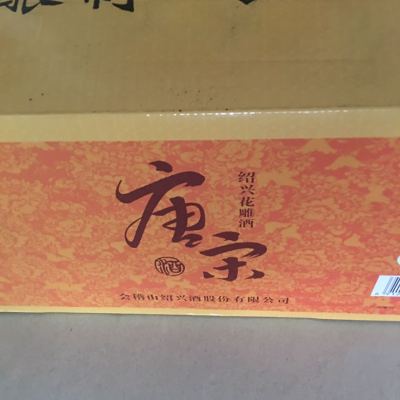 绍兴花雕酒
唐宋
酒
会稽山绍兴酒股份有限公司